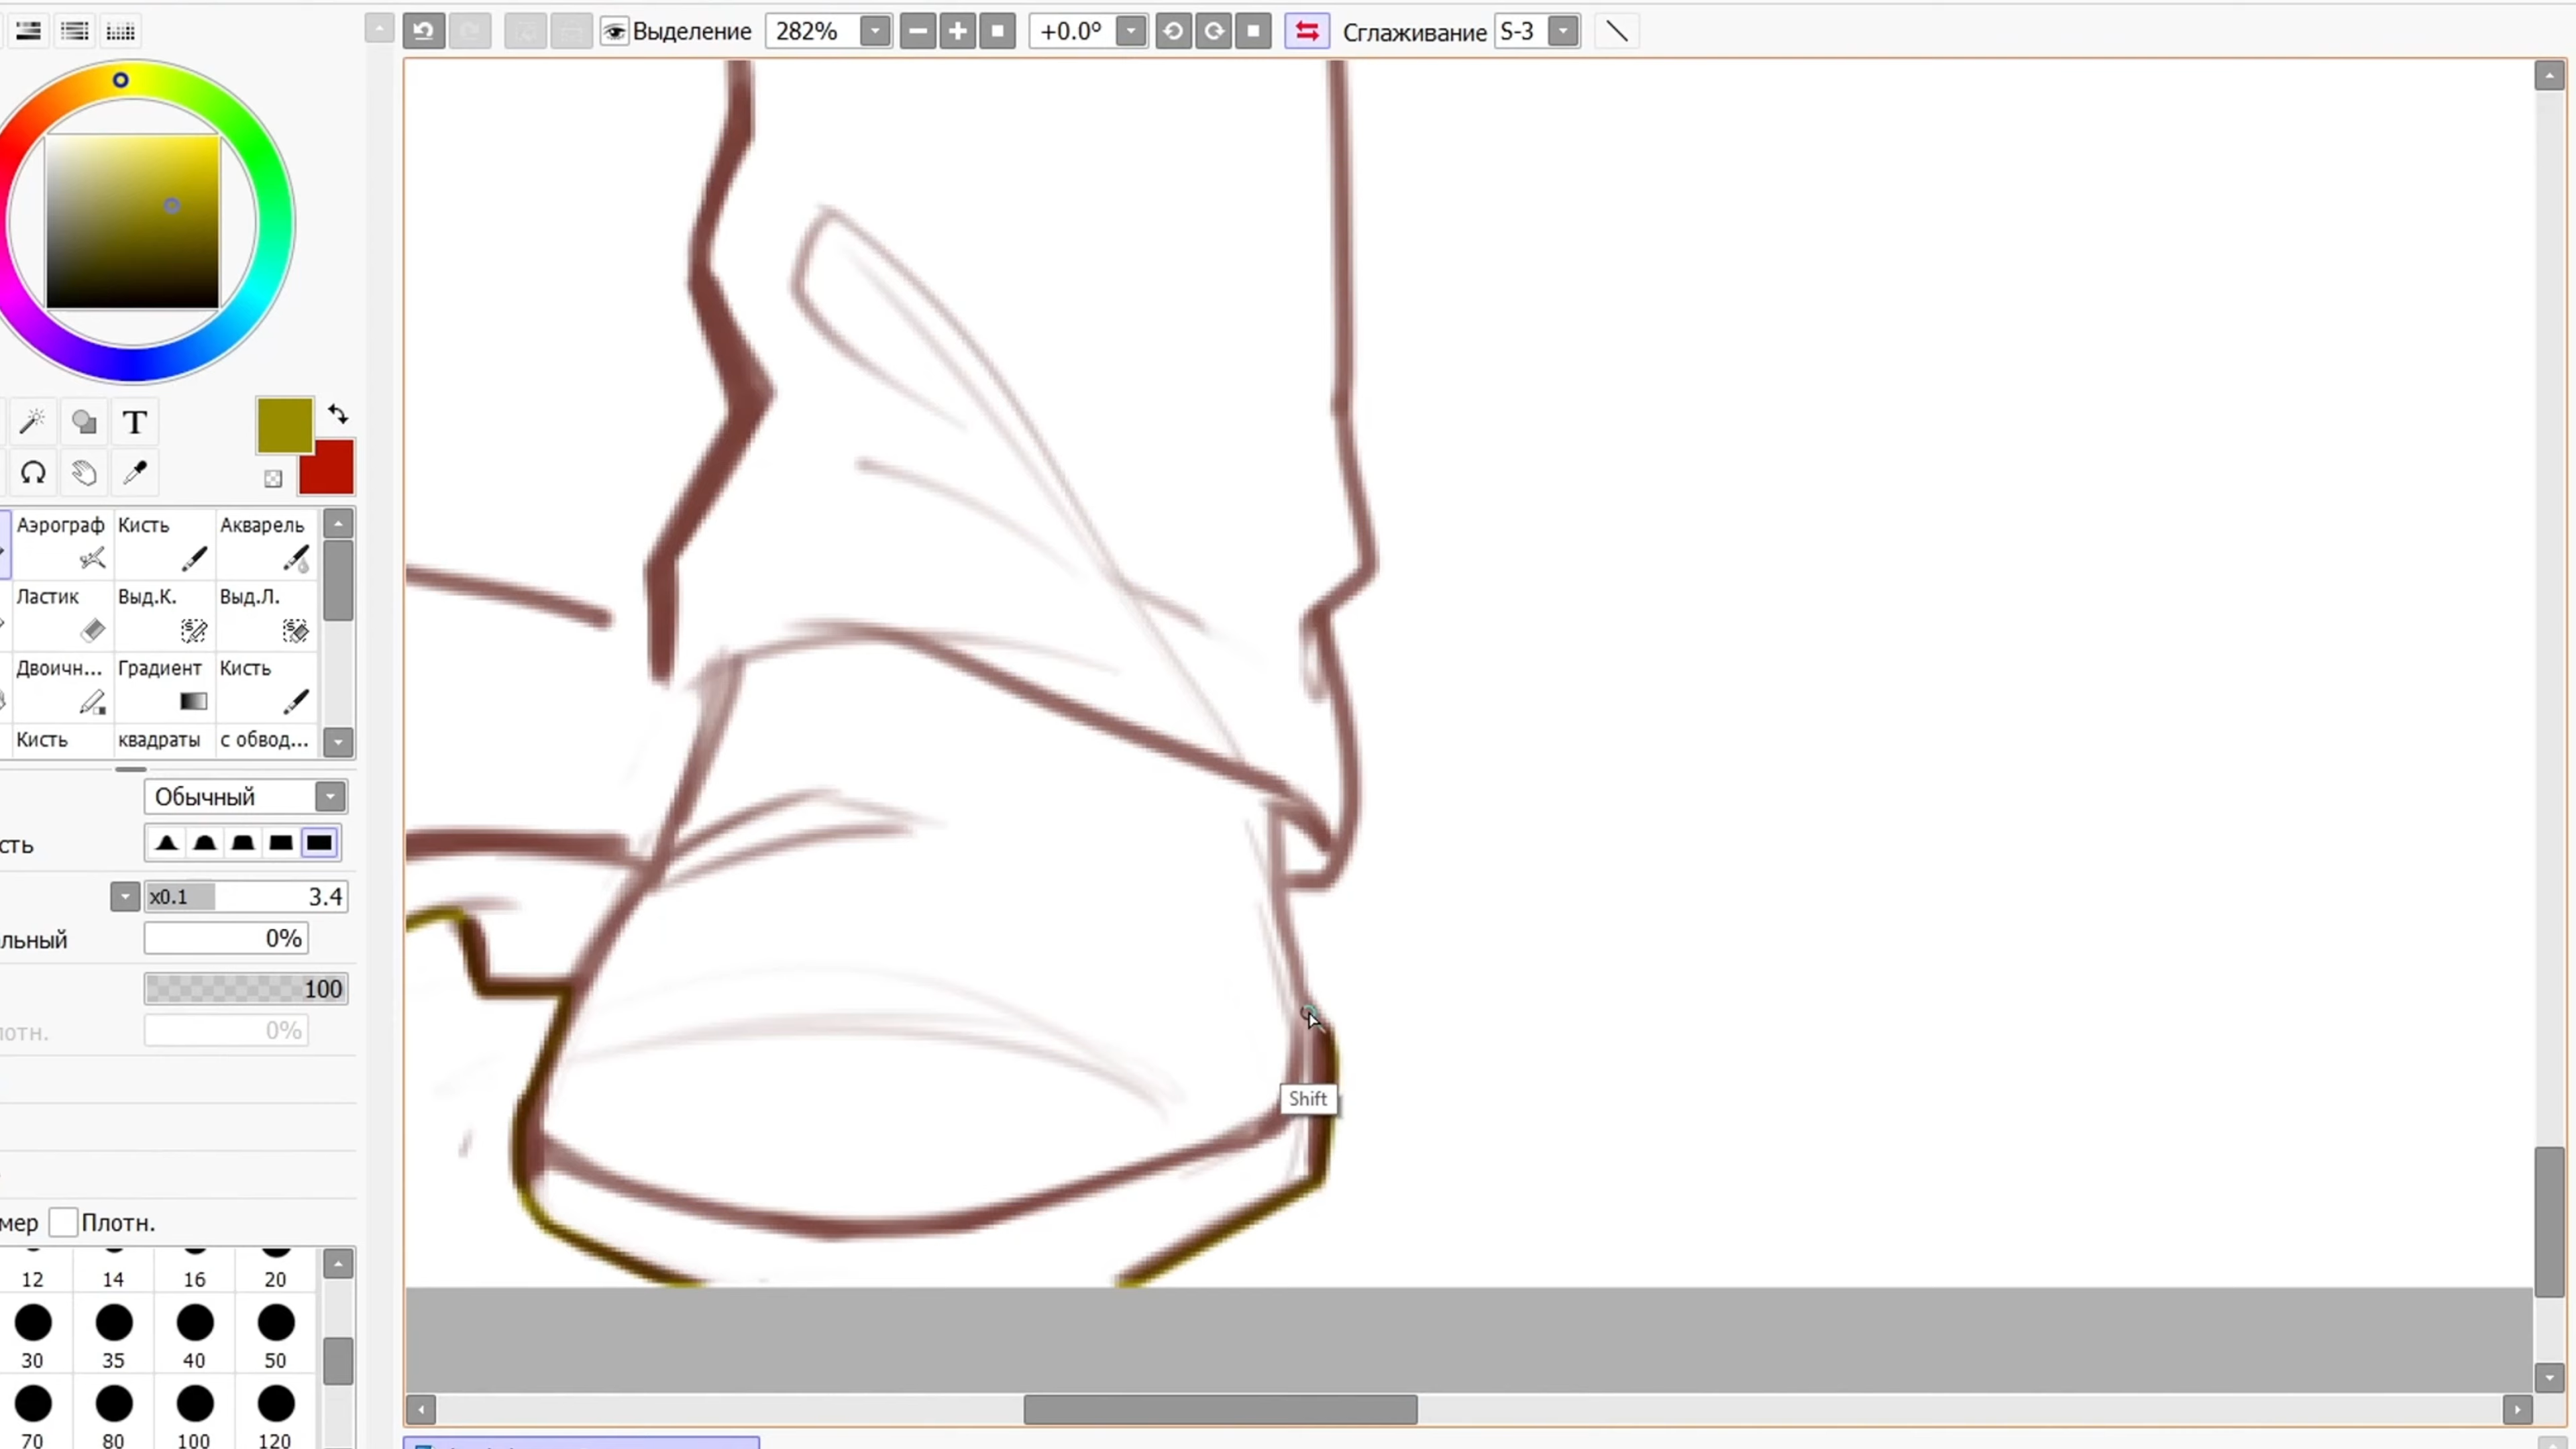 Выделение 282% +0.0° Сглаживание S-3
T
Аэрограф Кисть Акварель
Ластик Выд.К. Выд.Л.
Двоичн... Градиент Кисть
Кисть квадраты с обвод...
Обычный
сть
x0.1 3.4
льный 0%
100
лотн. 0%
Shift
мер Плотн.
12 14 16 20
30 35 40 50
70 80 100 120